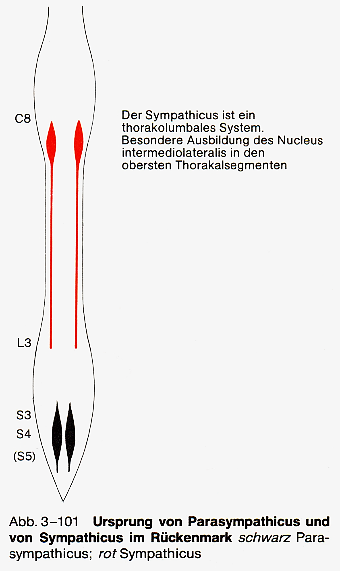 C8
Der Sympathicus ist ein
thorakolumbales System.
Besondere Ausbildung des Nucleus
intermediolateralis in den
obersten Thorakalsegmenten
L3
S3
S4
(S5)
Abb. 3–101 Ursprung von Parasympathicus und
von Sympathicus im Rückenmark schwarz Para-
sympathicus; rot Sympathicus